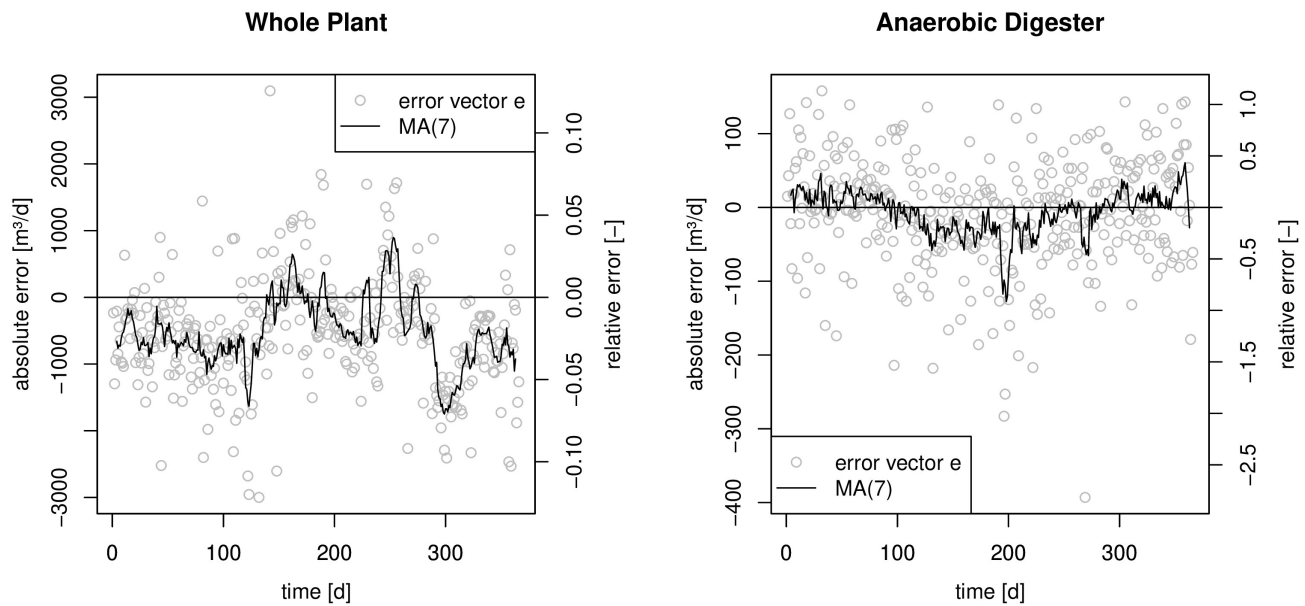 Whole Plant
error vector e
MA(7)
absolute error [m³/d]
3000
2000
1000
0
−1000
−3000
0.10
0.05
0.00
−0.05
−0.10
relative error [−]
0
100
200
300
time [d]
Anaerobic Digester
absolute error [m³/d]
100
0
−100
−200
−300
−400
1.0
0.5
−0.5
−1.5
−2.5
relative error [−]
error vector e
MA(7)
0
100
200
300
time [d]